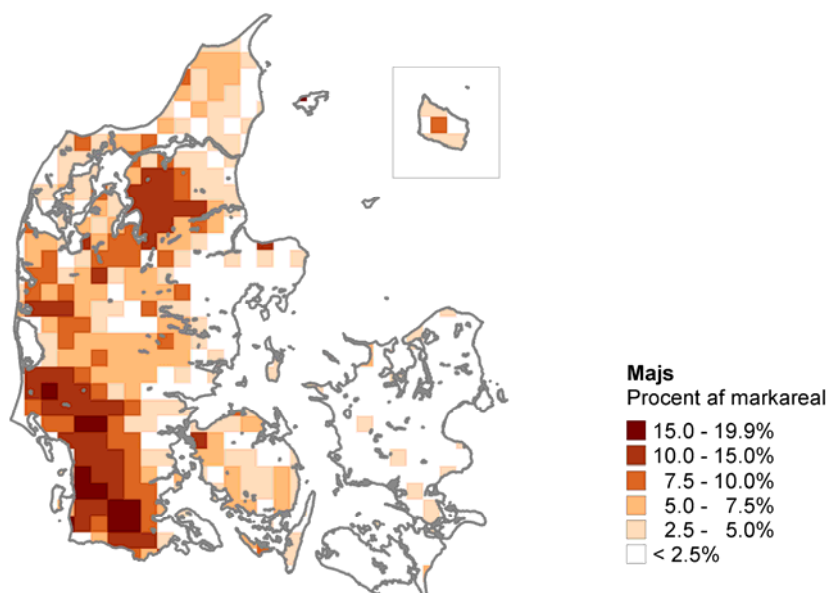 Majs
Procent af markareal
15.0 - 19.9%
10.0 - 15.0%
7.5 - 10.0%
5.0 - 7.5%
2.5 - 5.0%
< 2.5%